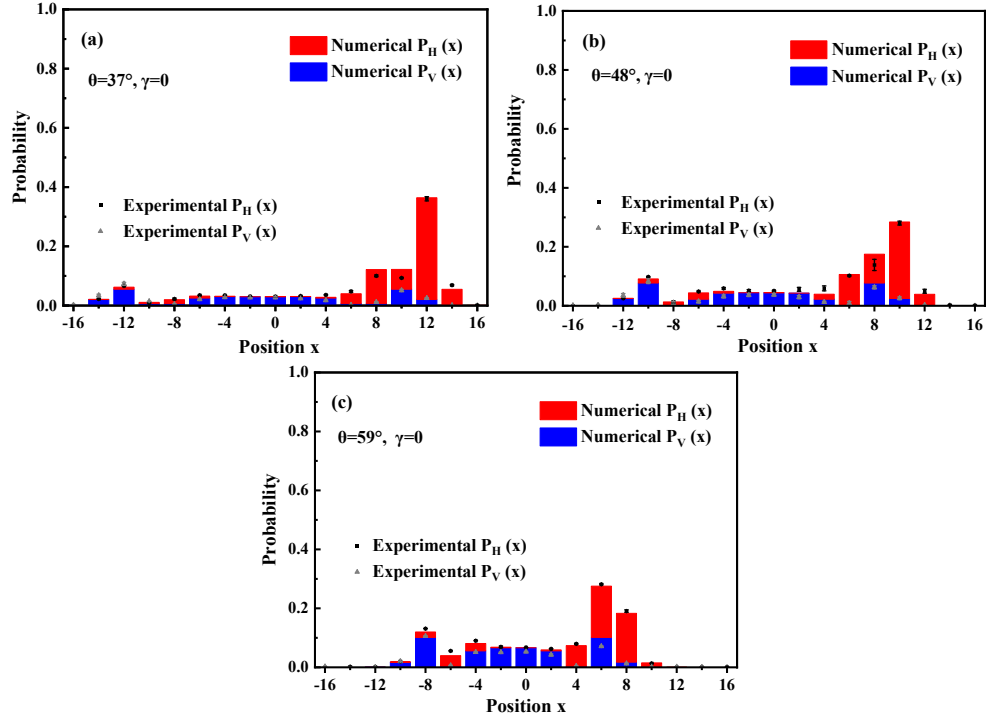 (a)
θ=37°, γ=0
Numerical P_H (x)
Numerical P_V (x)
Experimental P_H (x)
Experimental P_V (x)
Probability
1.0
0.8
0.6
0.4
0.2
0.0
-16 -12 -8 -4 0 4 8 12 16
Position x
(b)
θ=48°, γ=0
Numerical P_H (x)
Numerical P_V (x)
Experimental P_H (x)
Experimental P_V (x)
Probability
1.0
0.8
0.6
0.4
0.2
0.0
-16 -12 -8 -4 0 4 8 12 16
Position x
(c)
θ=59°, γ=0
Numerical P_H (x)
Numerical P_V (x)
Experimental P_H (x)
Experimental P_V (x)
Probability
1.0
0.8
0.6
0.4
0.2
0.0
-16 -12 -8 -4 0 4 8 12 16
Position x